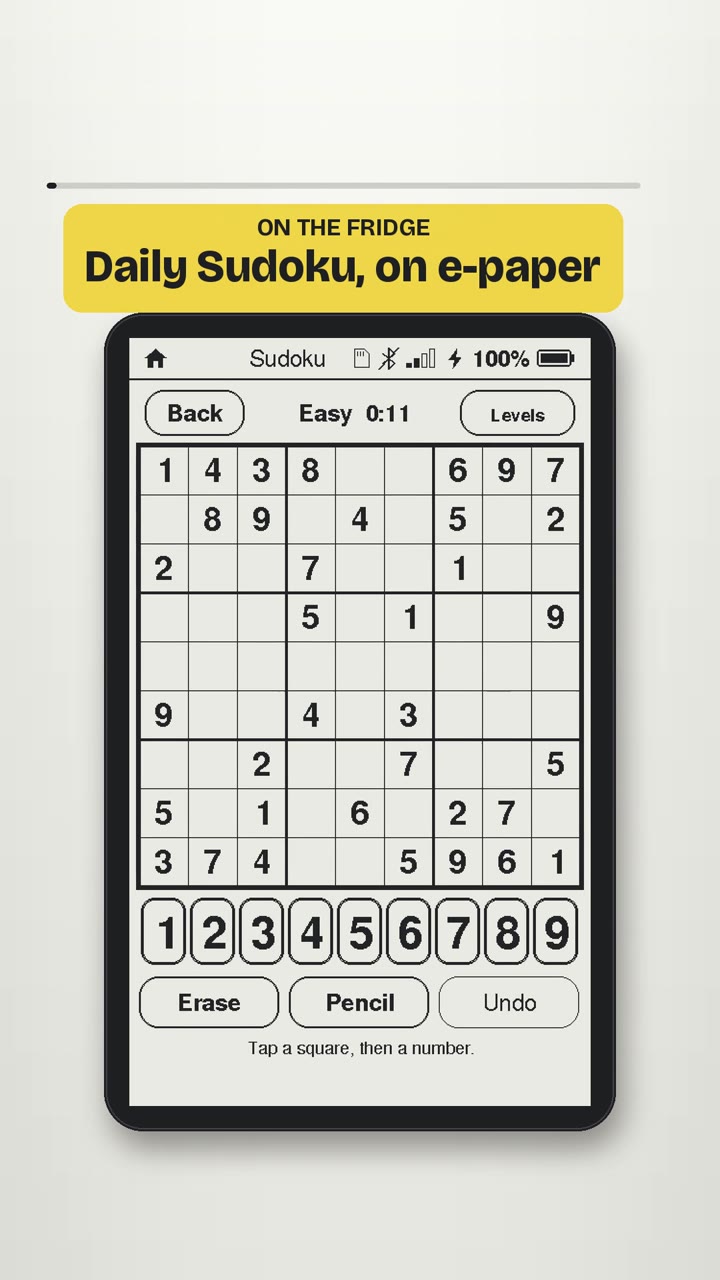 ON THE FRIDGE
Daily Sudoku, on e-paper
Sudoku 100%
Back Easy 0:11 Levels
1 4 3 8 6 9 7
8 9 4 5 2
2 7 1
5 1 9
9 4 3
2 7 5
5 1 6 2 7
3 7 4 5 9 6 1
1 2 3 4 5 6 7 8 9
Erase Pencil Undo
Tap a square, then a number.